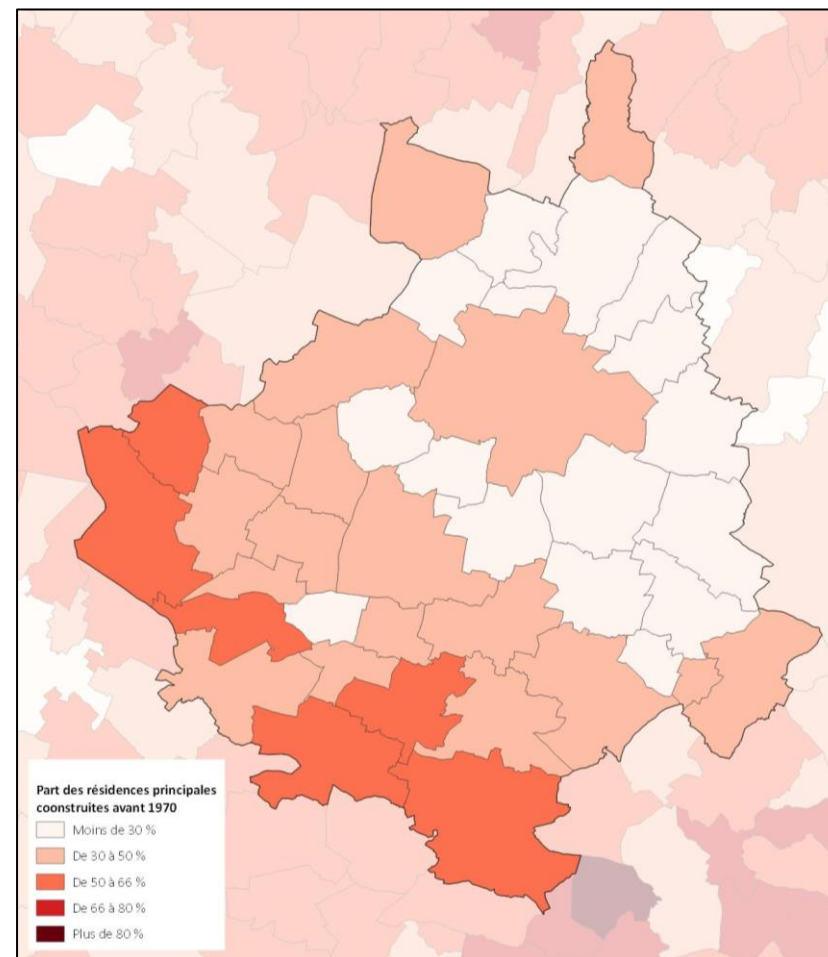 Part des résidences principales
coonstruites avant 1970
Moins de 30 %
De 30 à 50 %
De 50 à 66 %
De 66 à 80 %
Plus de 80 %